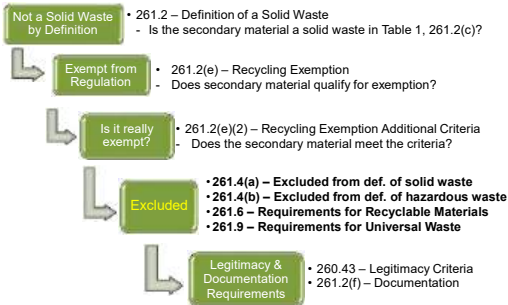 Not a Solid Waste
by Definition
• 261.2 – Definition of a Solid Waste
- Is the secondary material a solid waste in Table 1, 261.2(c)?
Exempt from
Regulation
• 261.2(e) – Recycling Exemption
- Does secondary material qualify for exemption?
Is it really
exempt?
• 261.2(e)(2) – Recycling Exemption Additional Criteria
- Does the secondary material meet the criteria?
Excluded
• 261.4(a) – Excluded from def. of solid waste
• 261.4(b) – Excluded from def. of hazardous waste
• 261.6 – Requirements for Recyclable Materials
• 261.9 – Requirements for Universal Waste
Legitimacy &
Documentation
Requirements
• 260.43 – Legitimacy Criteria
• 261.2(f) – Documentation